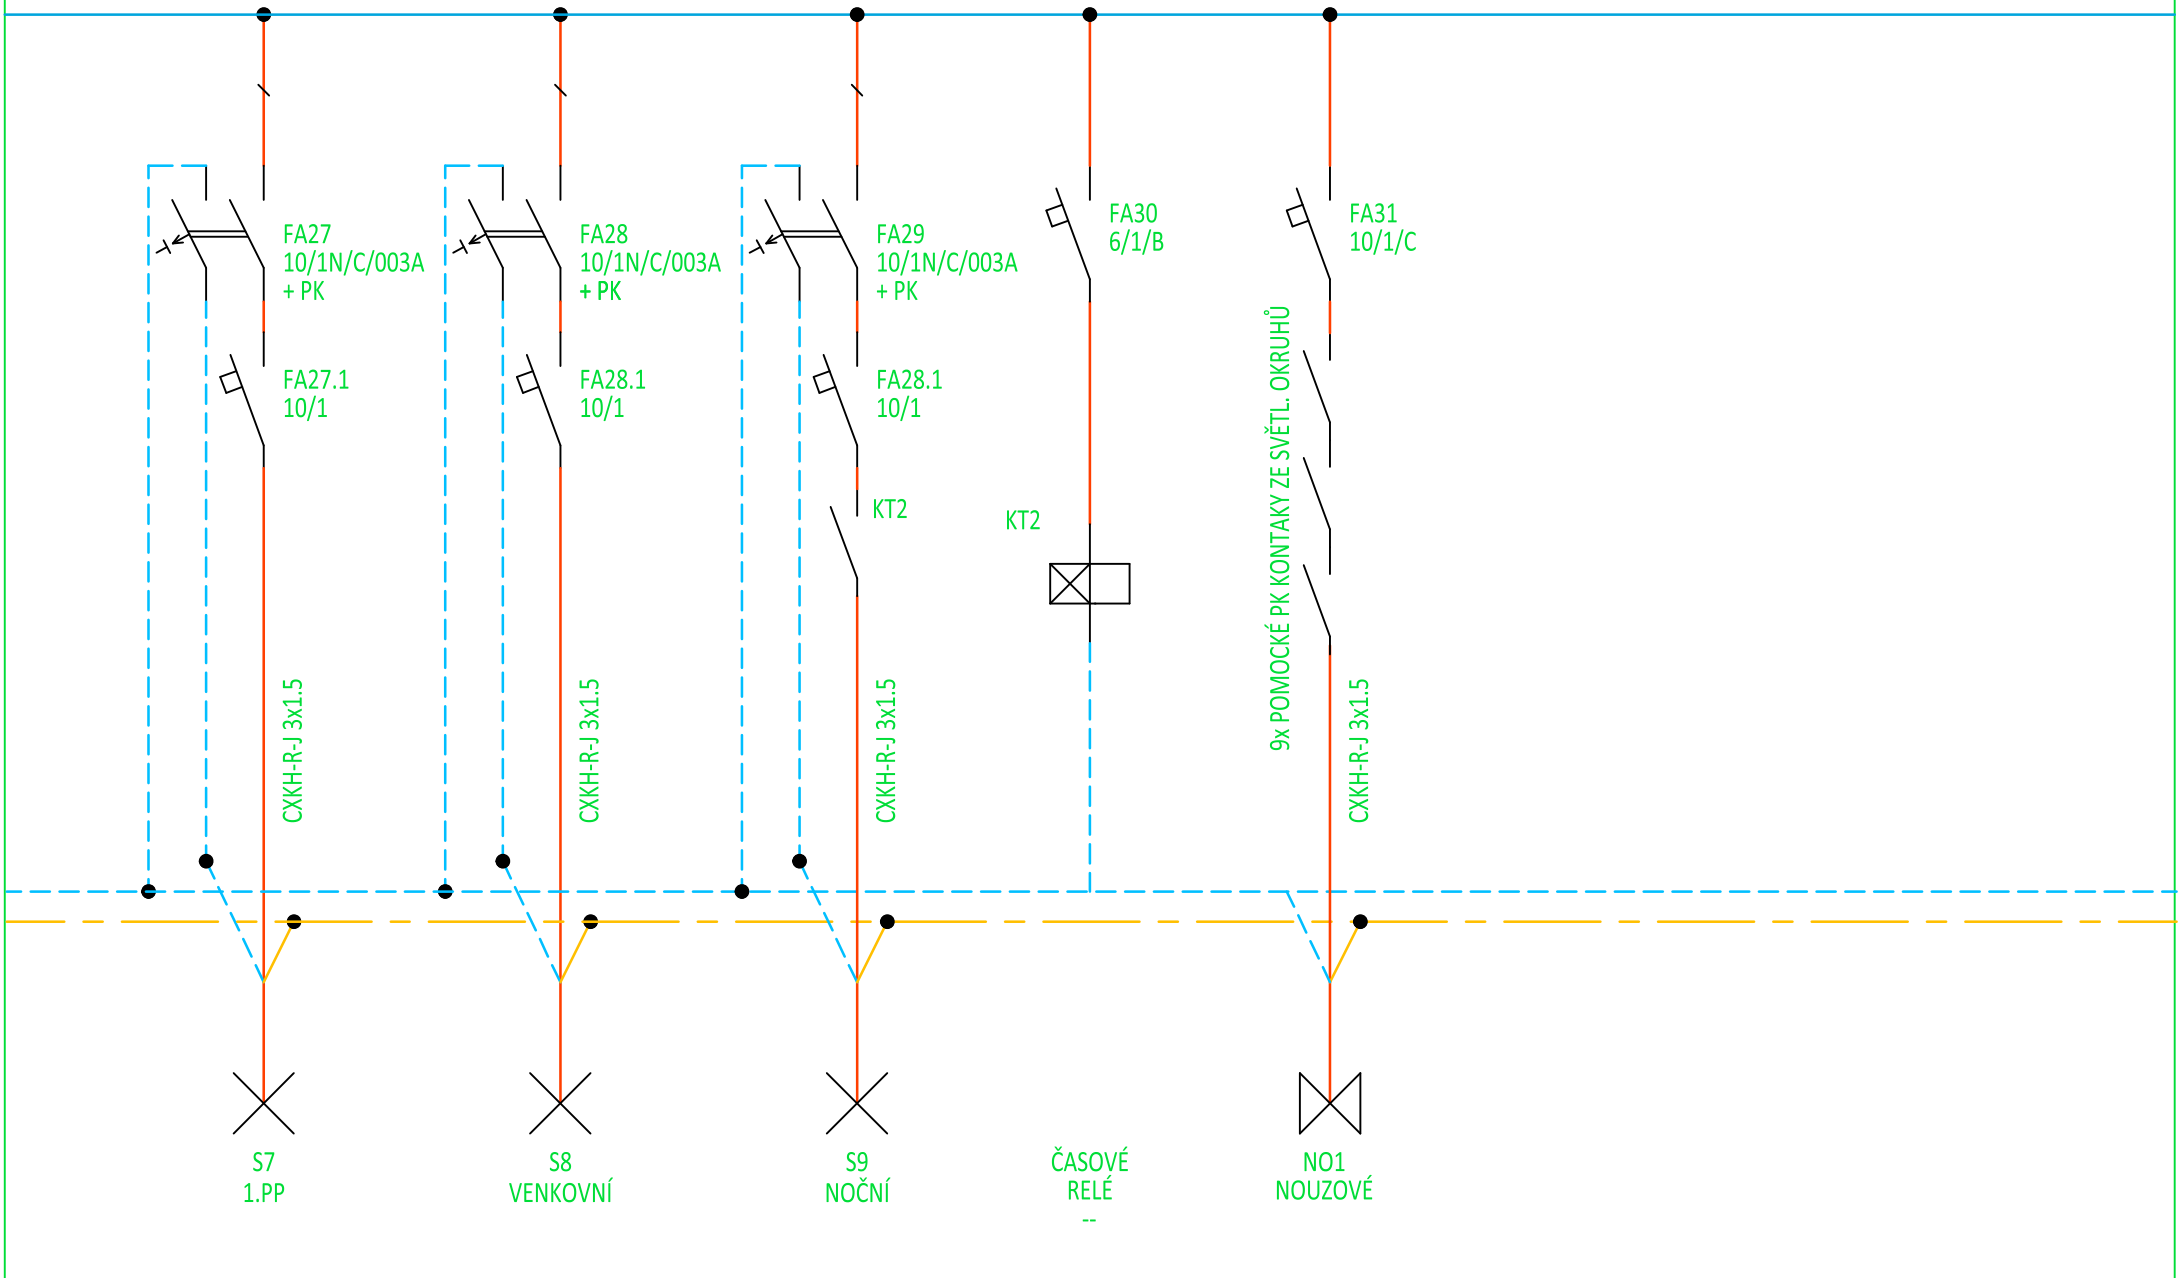 FA27
10/1N/C/003A
+ PK
FA27.1
10/1
CXKH-R-J 3x1.5
S7
1.PP
FA28
10/1N/C/003A
+ PK
FA28.1
10/1
CXKH-R-J 3x1.5
S8
VENKOVNÍ
FA29
10/1N/C/003A
+ PK
FA28.1
10/1
KT2
CXKH-R-J 3x1.5
S9
NOČNÍ
FA30
6/1/B
KT2
ČASOVÉ
RELÉ
--
FA31
10/1/C
9x POMOCKÉ PK KONTAKY ZE SVĚTL. OKRUHŮ
CXKH-R-J 3x1.5
NO1
NOUZOVÉ